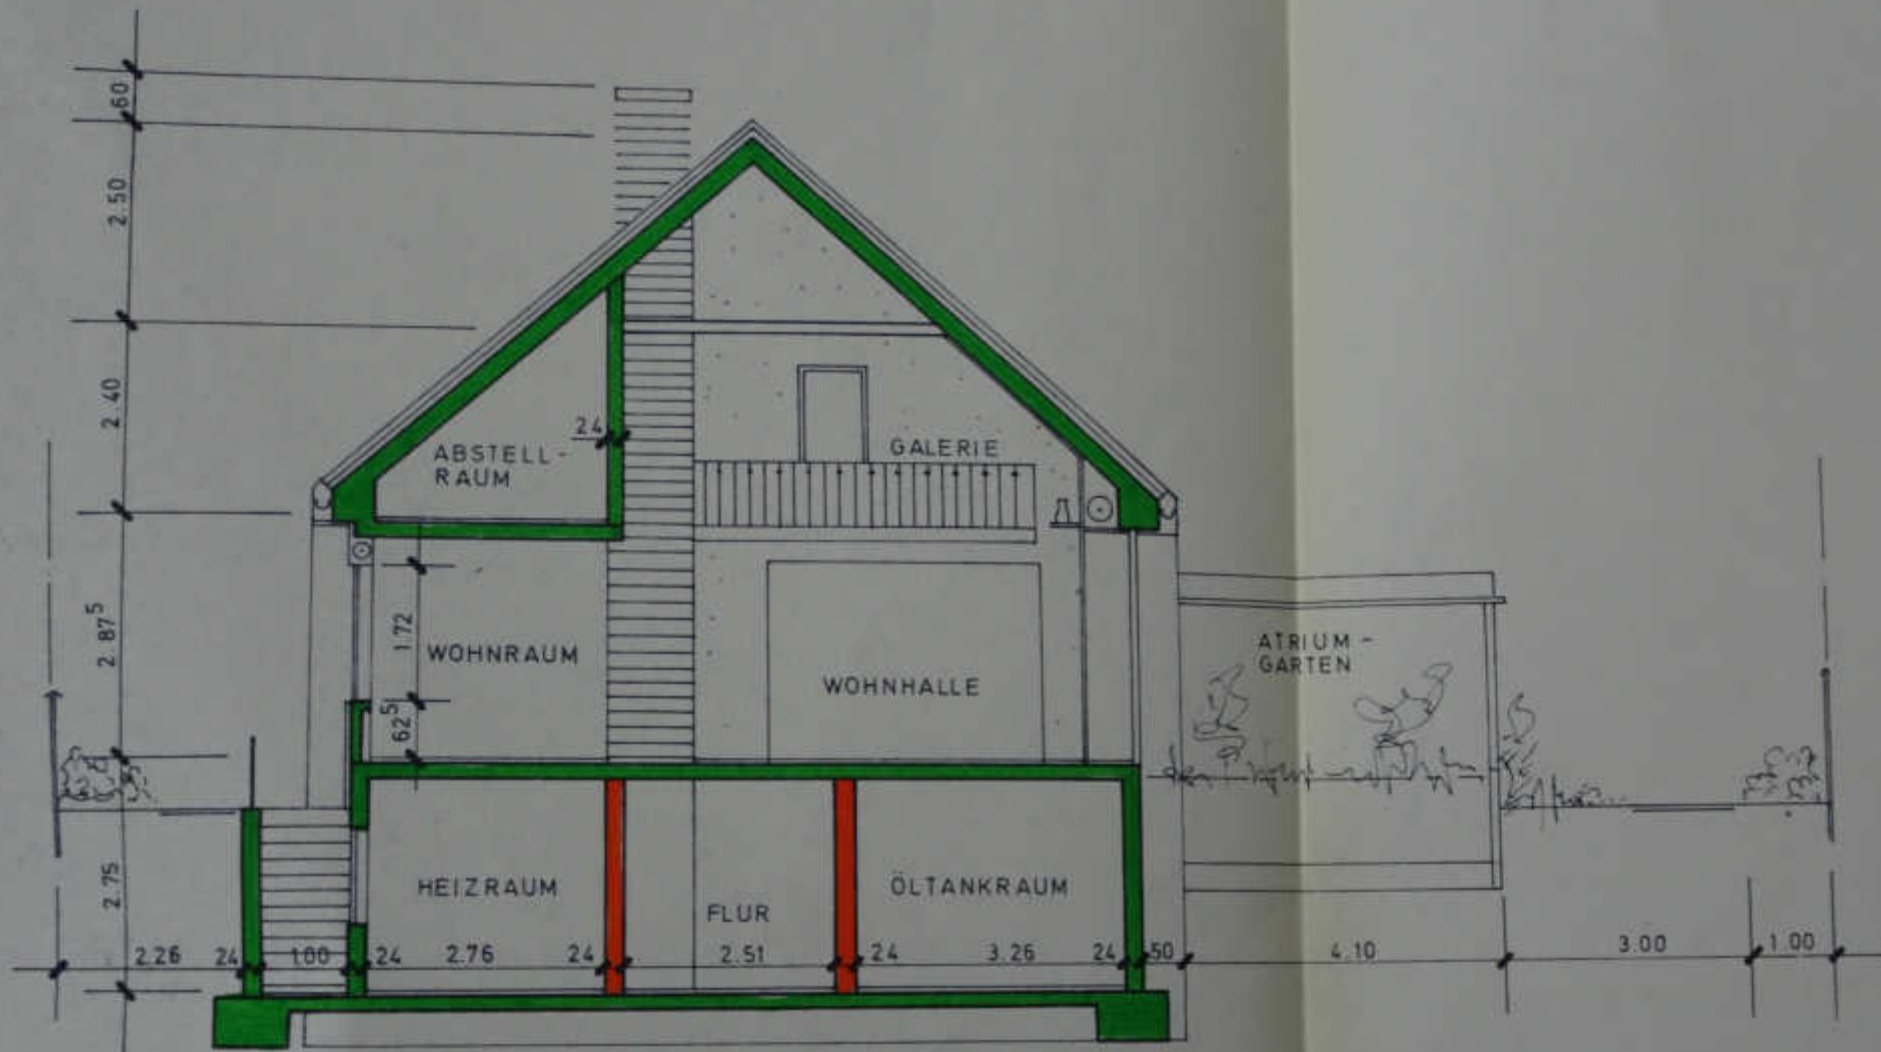 60
2.50
2.40
24
ABSTELL-
RAUM
GALERIE
2.87⁵
1.72
WOHNRAUM
WOHNHALLE
ATRIUM-
GARTEN
62⁵
2.75
HEIZRAUM
FLUR
ÖLTANKRAUM
2.26 24 1.00 24 2.76 24 2.51 24 3.26 24 50 4.10 3.00 1.00